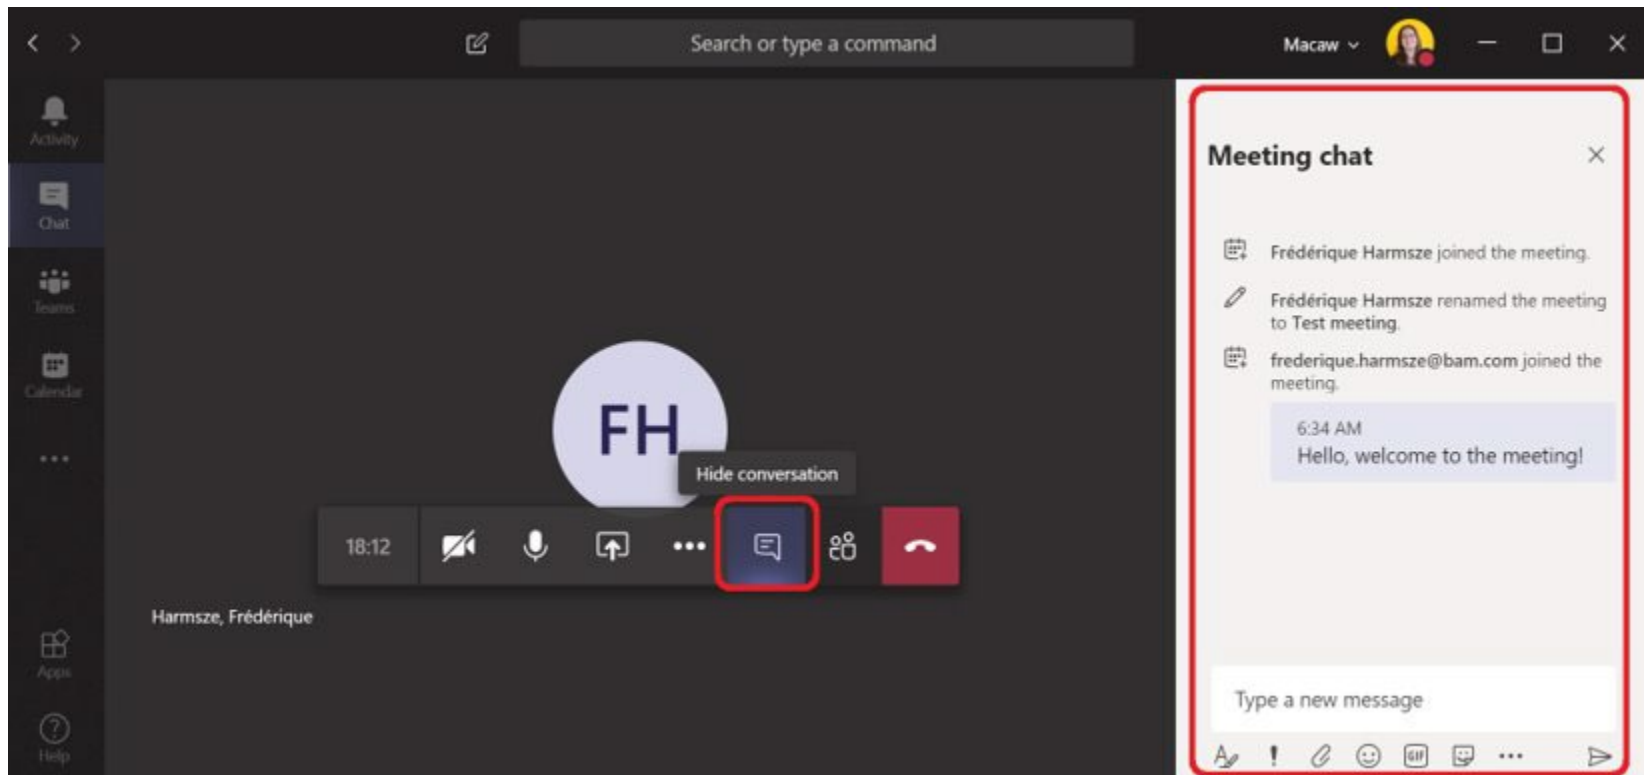 Search or type a command
Macaw
Activity
Chat
Teams
Calendar
Apps
Help
FH
Hide conversation
18:12
Harmsze, Frédérique
Meeting chat
Frédérique Harmsze joined the meeting.
Frédérique Harmsze renamed the meeting
to Test meeting.
frederique.harmsze@bam.com joined the
meeting.
6:34 AM
Hello, welcome to the meeting!
Type a new message
GIF